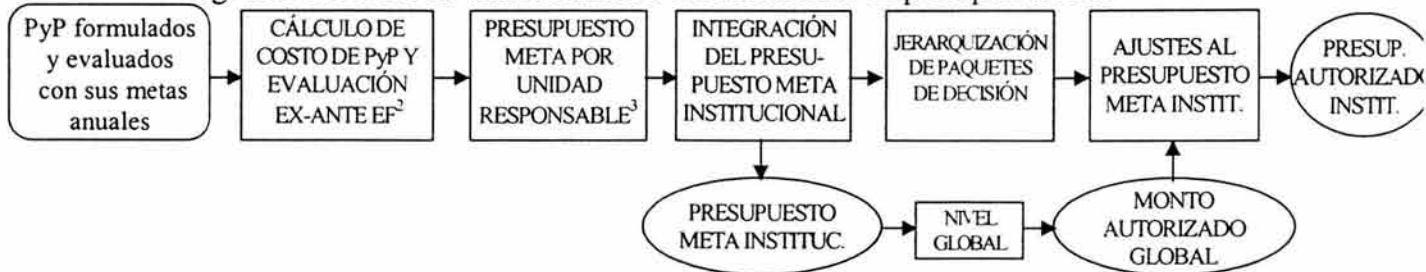 PyP formulados
y evaluados
con sus metas
anuales
CÁLCULO DE
COSTO DE PyP Y
EVALUACIÓN
EX-ANTE EF²
PRESUPUESTO
META POR
UNIDAD
RESPONSABLE³
INTEGRACIÓN
DEL PRESU-
PUESTO META
INSTITUCIONAL
JERARQUIZACIÓN
DE PAQUETES
DE DECISIÓN
AJUSTES AL
PRESUPUESTO
META INSTIT.
PRESUP.
AUTORIZADO
INSTIT.
PRESUPUESTO
META INSTITUC.
NIVEL
GLOBAL
MONTO
AUTORIZADO
GLOBAL